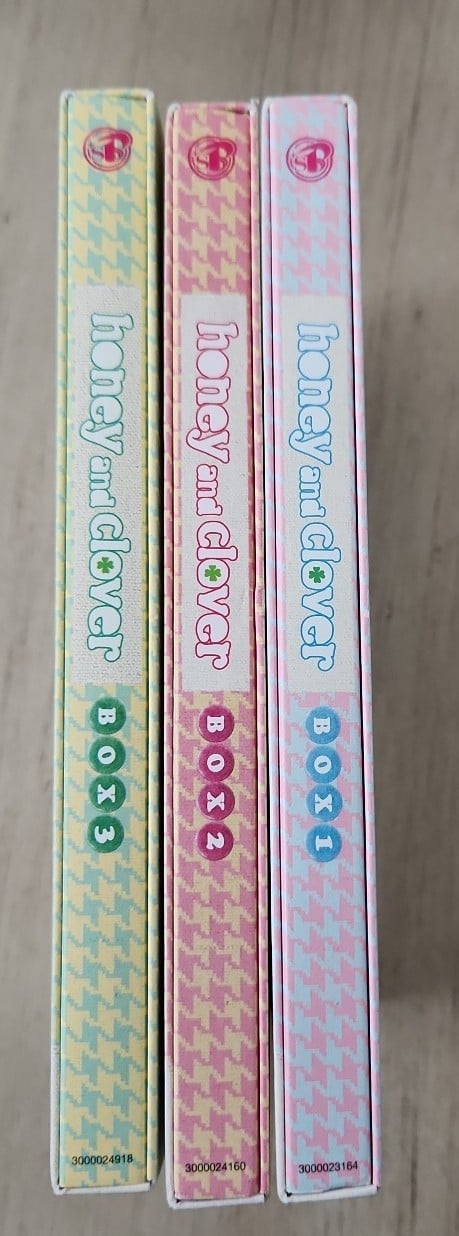 honey and clover
BOX 3
3000024918
honey and clover
BOX 2
3000024160
honey and clover
BOX 1
3000023164